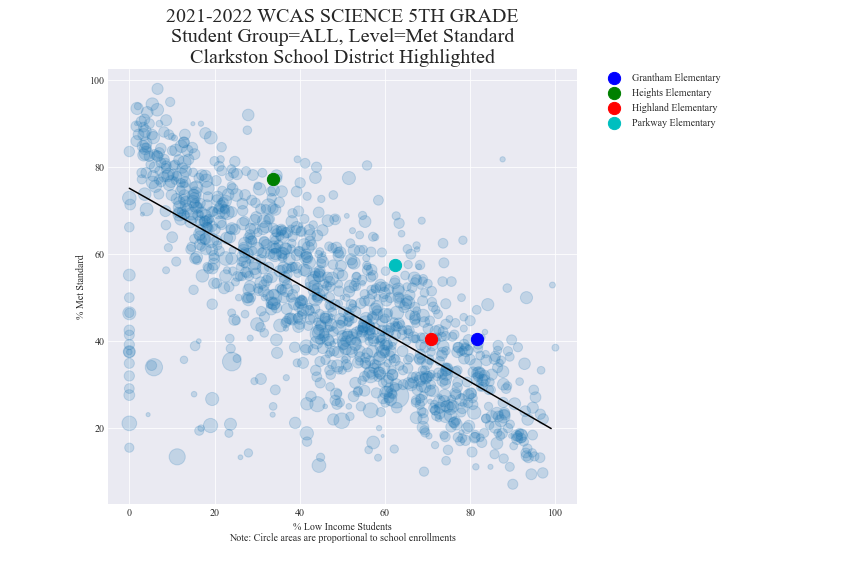 2021-2022 WCAS SCIENCE 5TH GRADE
Student Group=ALL, Level=Met Standard
Clarkston School District Highlighted
Grantham Elementary
Heights Elementary
Highland Elementary
Parkway Elementary
% Met Standard
100
80
60
40
20
0 20 40 60 80 100
% Low Income Students
Note: Circle areas are proportional to school enrollments